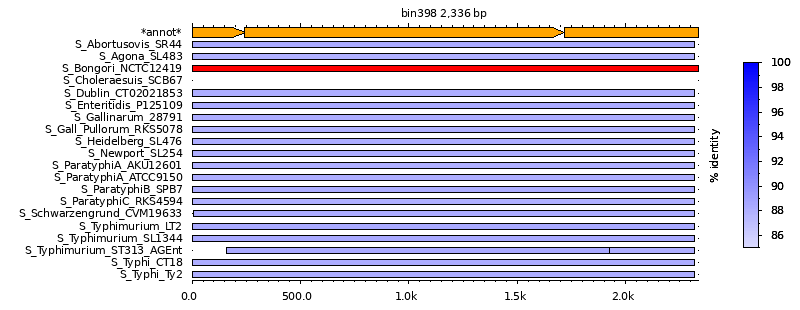 bin398 2,336 bp
*annot*
S_Abortusovis_SR44
S_Agona_SL483
S_Bongori_NCTC12419
S_Choleraesuis_SCB67
S_Dublin_CT02021853
S_Enteritidis_P125109
S_Gallinarum_28791
S_Gall_Pullorum_RKS5078
S_Heidelberg_SL476
S_Newport_SL254
S_ParatyphiA_AKU12601
S_ParatyphiA_ATCC9150
S_ParatyphiB_SPB7
S_ParatyphiC_RKS4594
S_Schwarzengrund_CVM19633
S_Typhimurium_LT2
S_Typhimurium_SL1344
S_Typhimurium_ST313_AGEnt
S_Typhi_CT18
S_Typhi_Ty2
0.0 500.0 1.0k 1.5k 2.0k
% identity
100
98
96
94
92
90
88
86